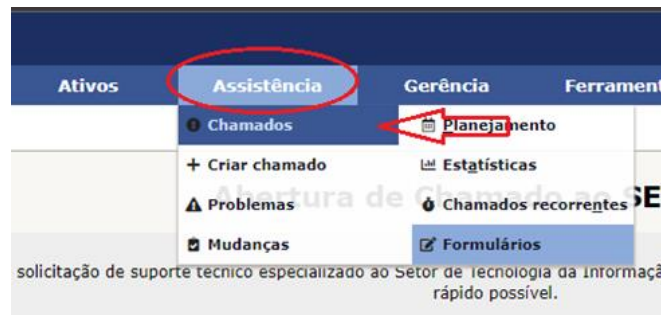 Ativos Assistência Gerência Ferrament
Chamados Planejamento
+ Criar chamado Estatísticas
Abertura de Chamado ao SE
Problemas Chamados recorrentes
Mudanças Formulários
solicitação de suporte técnico especializado ao Setor de Tecnologia da Informaçã
rápido possível.